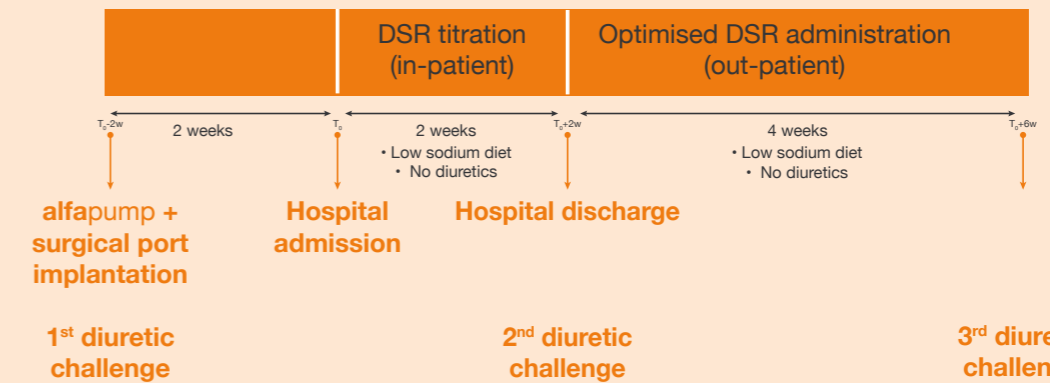 DSR titration
(in-patient)
Optimised DSR administration
(out-patient)
T₀-2w
2 weeks
T₀
2 weeks
• Low sodium diet
• No diuretics
T₀+2w
4 weeks
• Low sodium diet
• No diuretics
T₀+6w
alfapump +
surgical port
implantation
Hospital
admission
Hospital discharge
1st diuretic
challenge
2nd diuretic
challenge
3rd